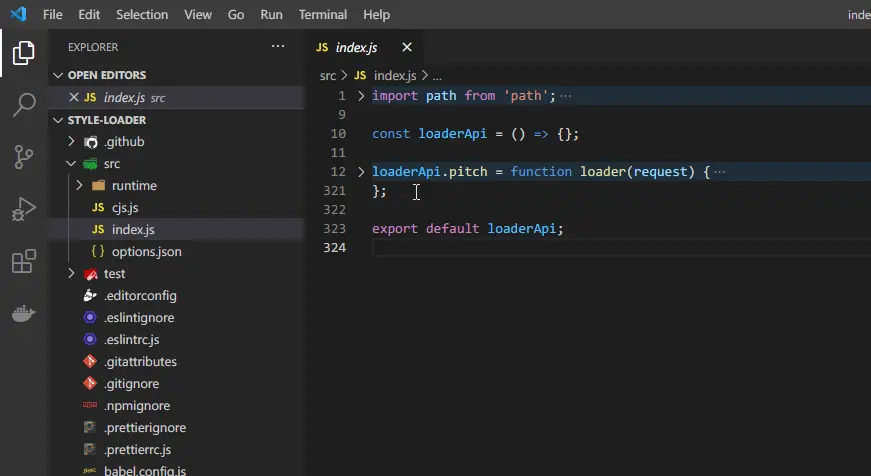 File Edit Selection View Go Run Terminal Help inde
EXPLORER ···
OPEN EDITORS
JS index.js src
STYLE-LOADER
.github
src
runtime
JS cjs.js
JS index.js
{ } options.json
test
.editorconfig
.eslintignore
.eslintrc.js
.gitattributes
.gitignore
.npmignore
.prettierignore
.prettierrc.js
babel.config.js
JS index.js
src > JS index.js > ...
1 import path from 'path';···
9
10 const loaderApi = () => {};
11
12 loaderApi.pitch = function loader(request) {···
321 };
322
323 export default loaderApi;
324